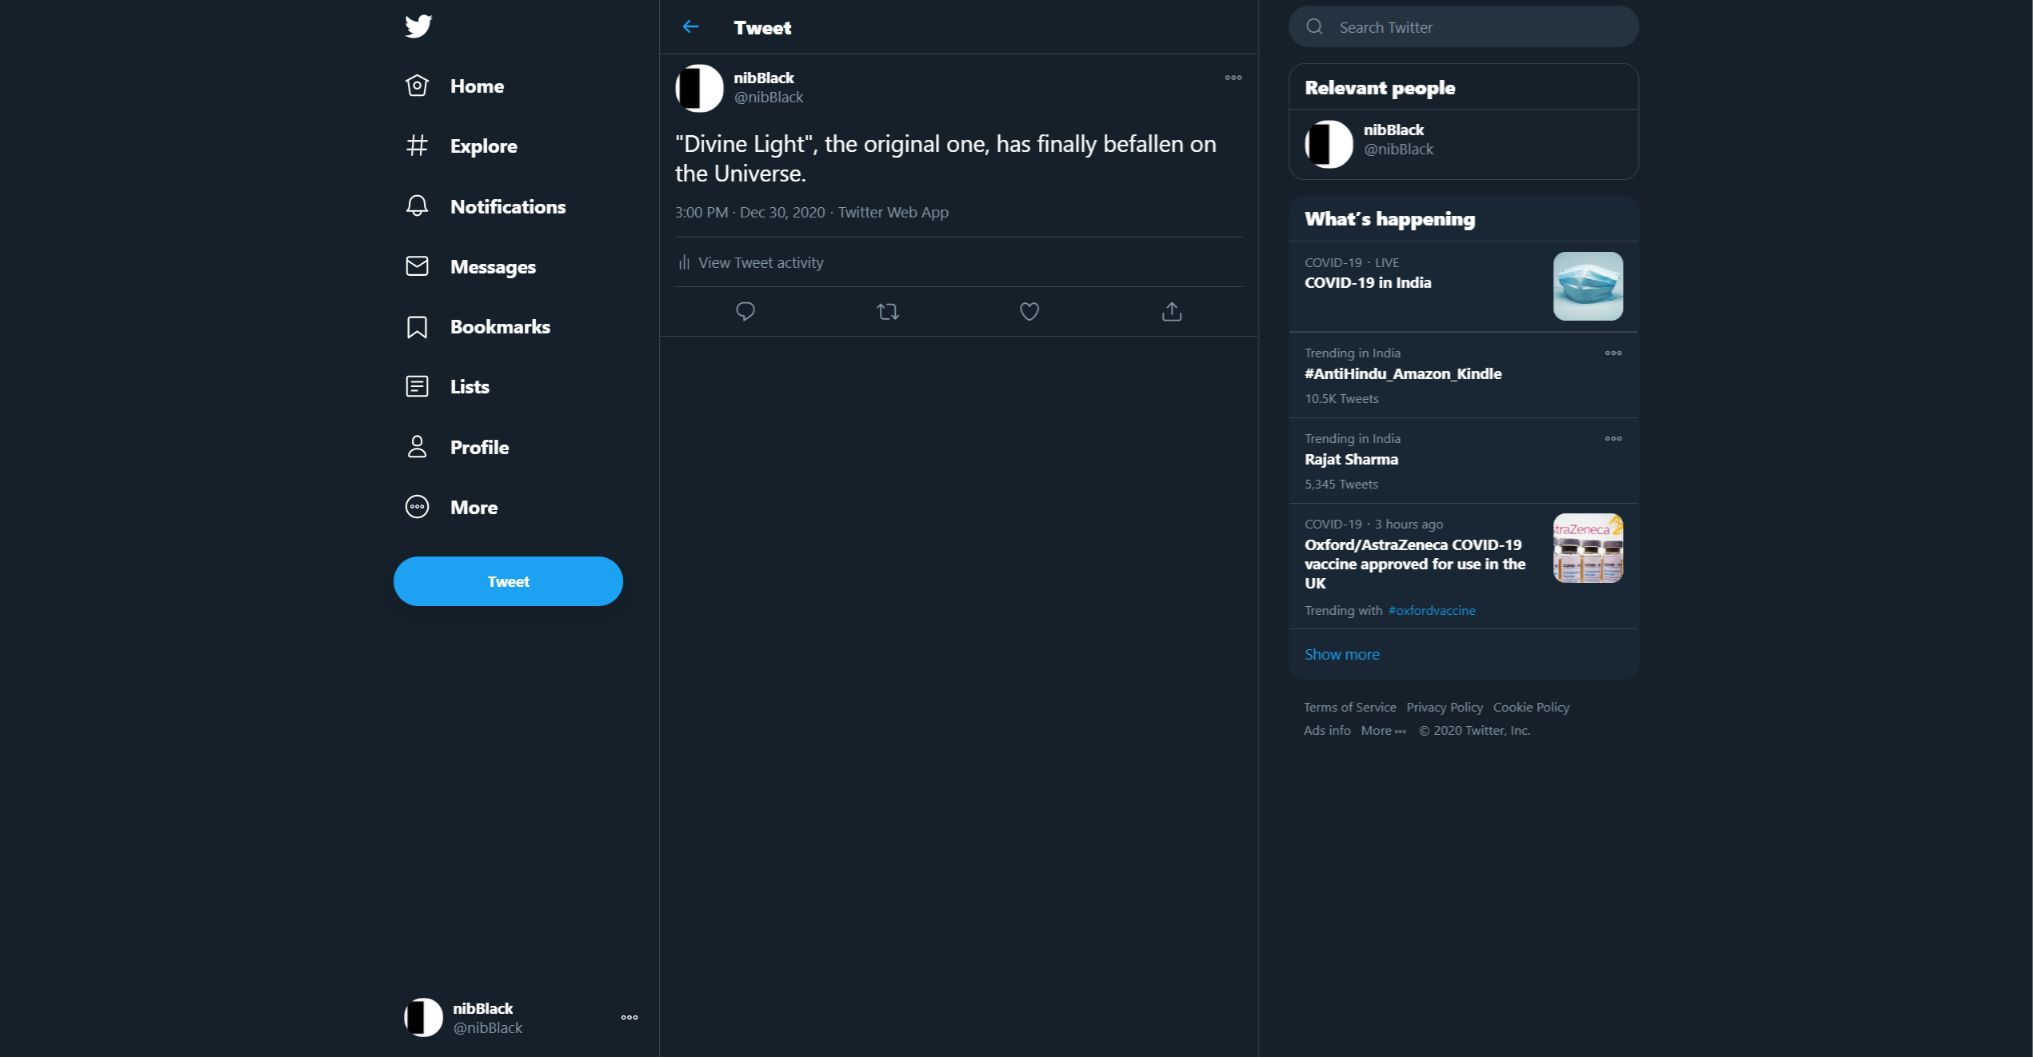 Home
Explore
Notifications
Messages
Bookmarks
Lists
Profile
More
Tweet
nibBlack
@nibBlack
Tweet
nibBlack
@nibBlack
"Divine Light", the original one, has finally befallen on
the Universe.
3:00 PM · Dec 30, 2020 · Twitter Web App
View Tweet activity
Search Twitter
Relevant people
nibBlack
@nibBlack
What's happening
COVID-19 · LIVE
COVID-19 in India
Trending in India
#AntiHindu_Amazon_Kindle
10.5K Tweets
Trending in India
Rajat Sharma
5,345 Tweets
COVID-19 · 3 hours ago
Oxford/AstraZeneca COVID-19
vaccine approved for use in the
UK
Trending with #oxfordvaccine
straZeneca
Show more
Terms of Service Privacy Policy Cookie Policy
Ads info More ••• © 2020 Twitter, Inc.